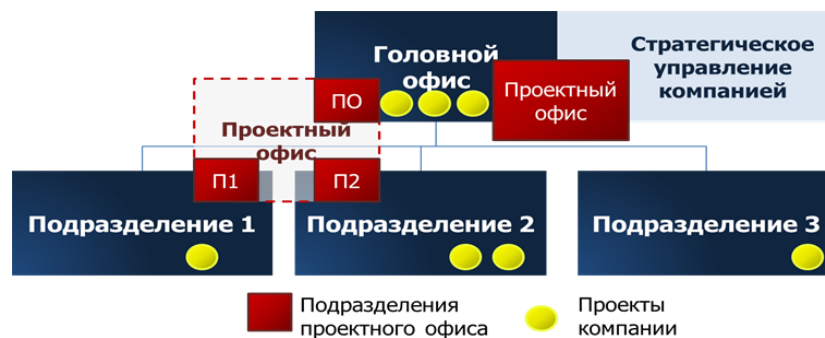 Головной
офис
Стратегическое
управление
компанией
ПО
Проектный
офис
Проектный
офис
П1
П2
Подразделение 1
Подразделение 2
Подразделение 3
Подразделения
проектного офиса
Проекты
компании